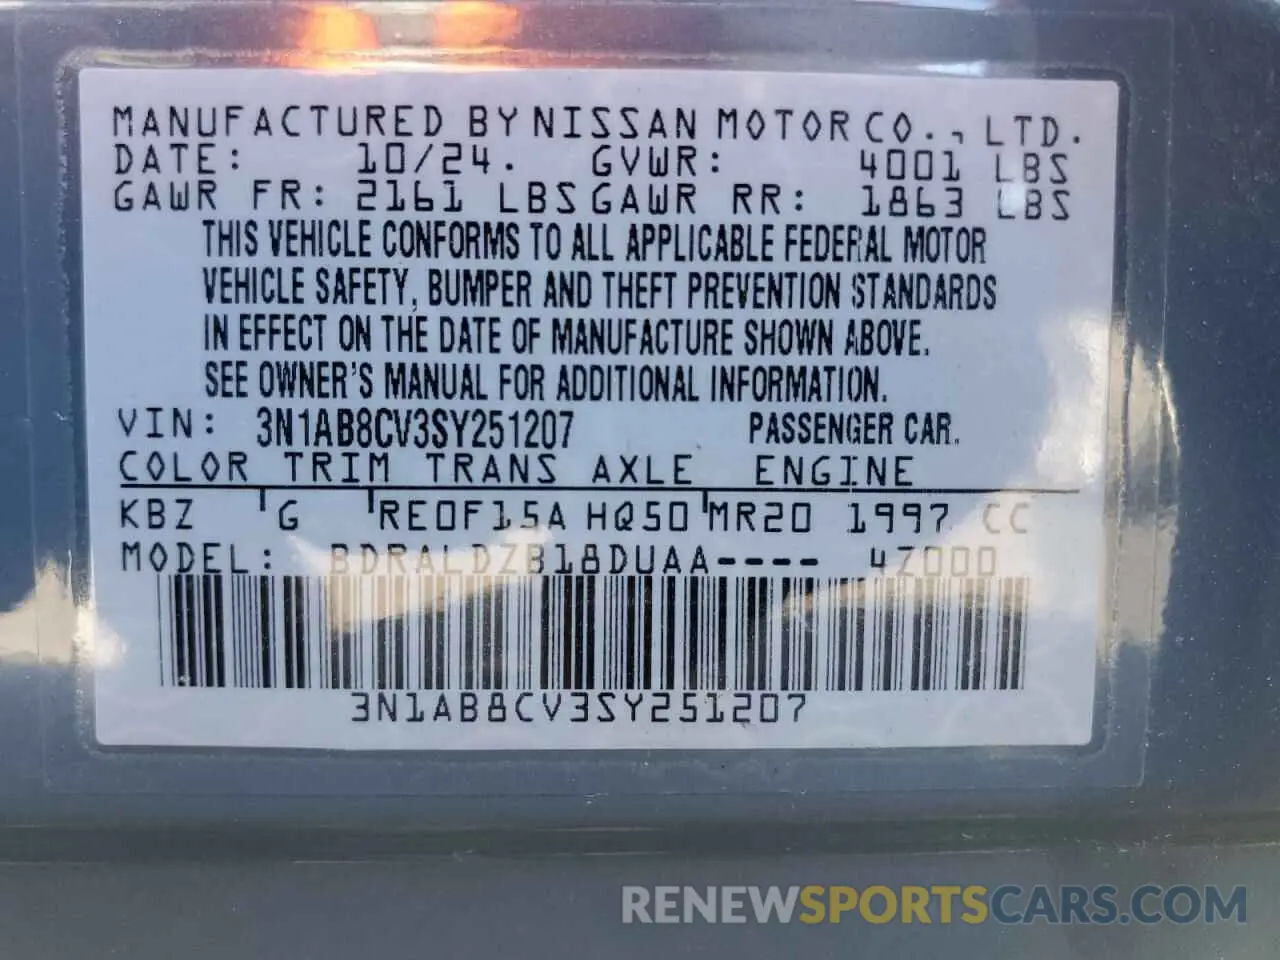 MANUFACTURED BY NISSAN MOTOR CO., LTD.
DATE: 10/24. GVWR: 4001 LBS
GAWR FR: 2161 LBS GAWR RR: 1863 LBS
THIS VEHICLE CONFORMS TO ALL APPLICABLE FEDERAL MOTOR
VEHICLE SAFETY, BUMPER AND THEFT PREVENTION STANDARDS
IN EFFECT ON THE DATE OF MANUFACTURE SHOWN ABOVE.
SEE OWNER'S MANUAL FOR ADDITIONAL INFORMATION.
VIN: 3N1AB8CV3SY251207 PASSENGER CAR.
COLOR TRIM TRANS AXLE ENGINE
KBZ G RE0F15A HQ50 MR20 1997 CC
MODEL: BDRALDZB18DUAA---- 4Z000
3N1AB8CV3SY251207
RENEWSPORTSCARS.COM